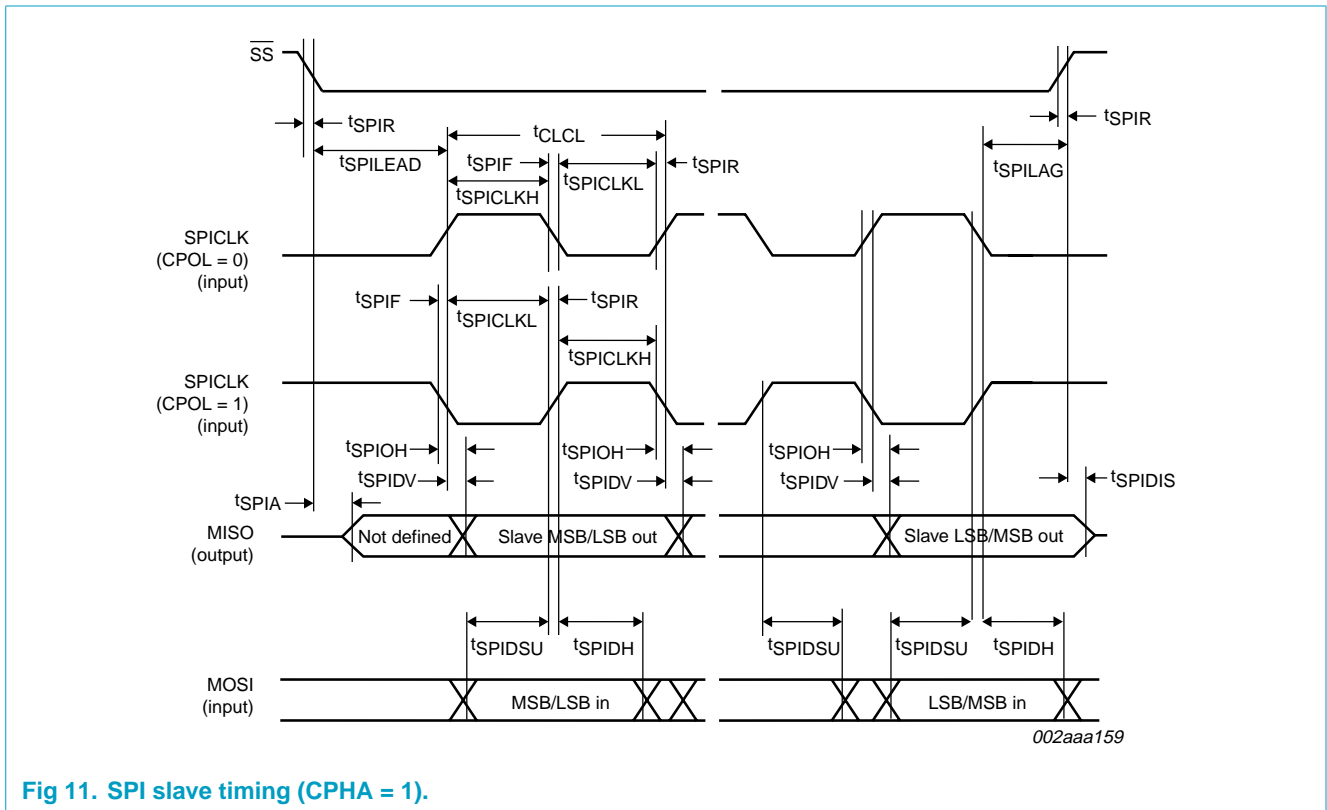 SS
tSPIR
tCLCL
tSPIR
tSPILEAD
tSPIF
tSPICLKL
tSPIR
tSPILAG
tSPICLKH
SPICLK
(CPOL = 0)
(input)
tSPIF
tSPIR
tSPICLKL
tSPICLKH
SPICLK
(CPOL = 1)
(input)
tSPIOH
tSPIOH
tSPIOH
tSPIDV
tSPIDV
tSPIDV
tSPIDIS
tSPIA
MISO
(output)
Not defined
Slave MSB/LSB out
Slave LSB/MSB out
tSPIDSU
tSPIDH
tSPIDSU
tSPIDSU
tSPIDH
MOSI
(input)
MSB/LSB in
LSB/MSB in
002aaa159
Fig 11. SPI slave timing (CPHA = 1).